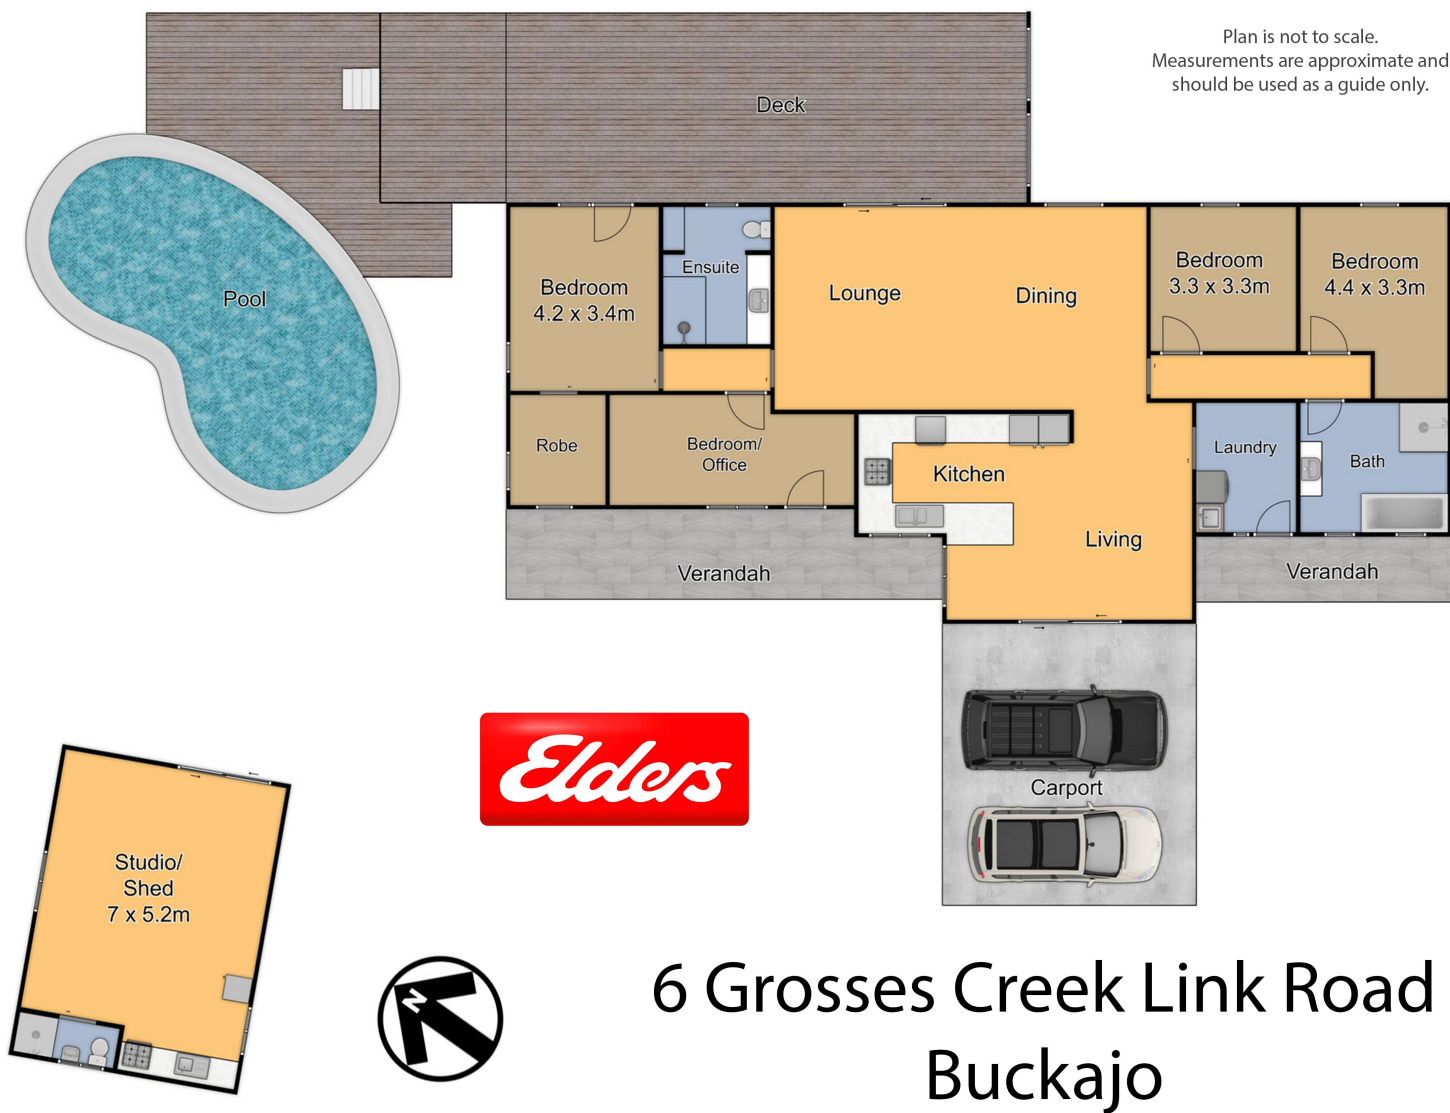 Plan is not to scale.
Measurements are approximate and
should be used as a guide only.
Deck
Pool
Bedroom
4.2 x 3.4m
Ensuite
Lounge
Dining
Bedroom
3.3 x 3.3m
Bedroom
4.4 x 3.3m
Robe
Bedroom/
Office
Kitchen
Living
Laundry
Bath
Verandah
Verandah
Carport
Elders
Studio/
Shed
7 x 5.2m
N
6 Grosses Creek Link Road
Buckajo